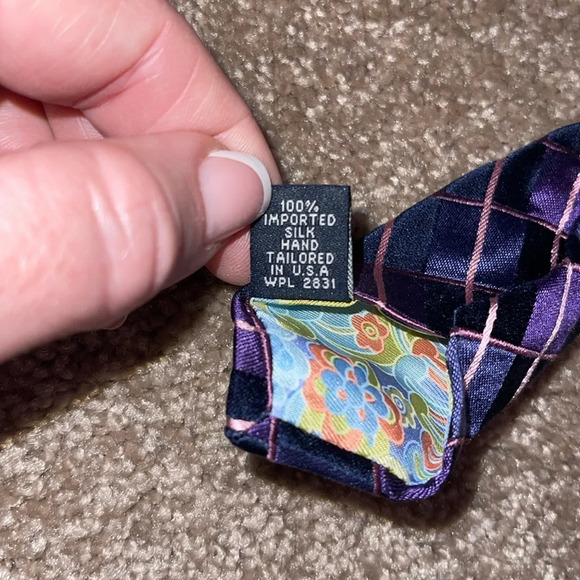 100%
IMPORTED
SILK
HAND
TAILORED
IN U.S.A
WPL 2831